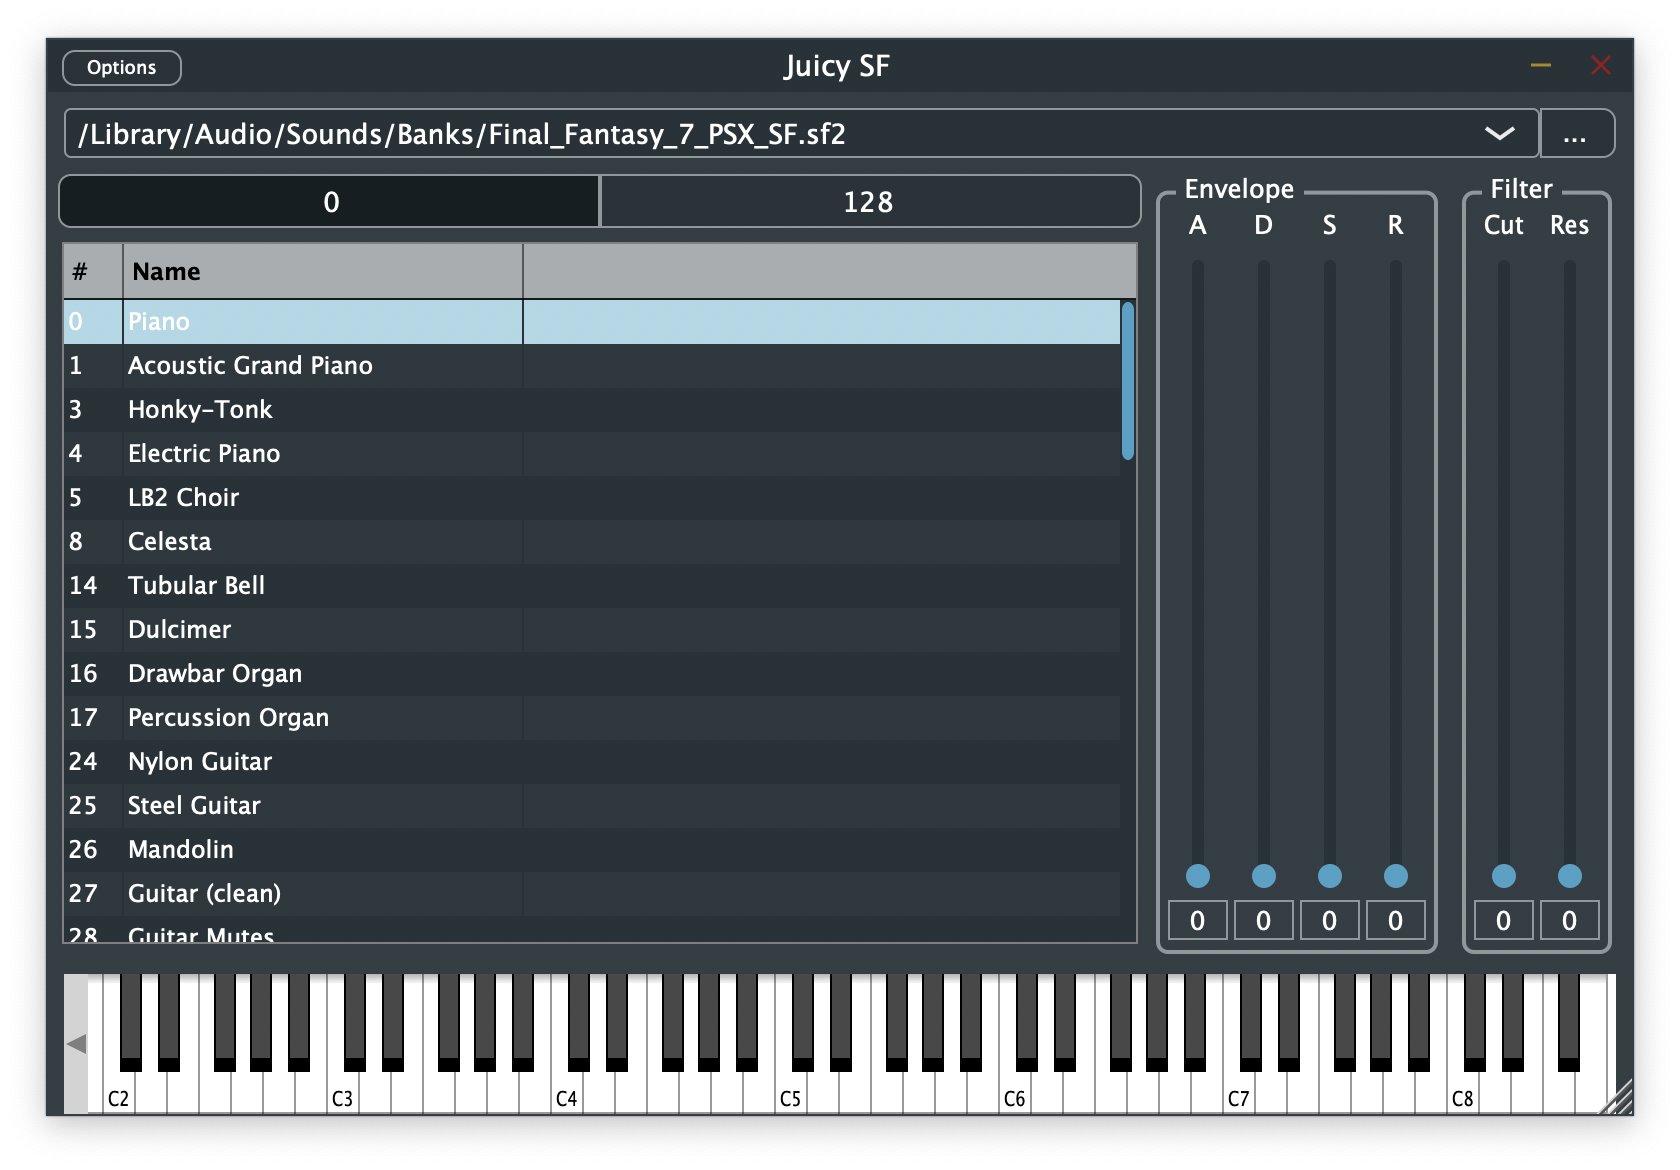 Options
Juicy SF
/Library/Audio/Sounds/Banks/Final_Fantasy_7_PSX_SF.sf2
...
0
128
# Name
0 Piano
1 Acoustic Grand Piano
3 Honky-Tonk
4 Electric Piano
5 LB2 Choir
8 Celesta
14 Tubular Bell
15 Dulcimer
16 Drawbar Organ
17 Percussion Organ
24 Nylon Guitar
25 Steel Guitar
26 Mandolin
27 Guitar (clean)
28 Guitar Mutes
Envelope
A D S R
0 0 0 0
Filter
Cut Res
0 0
C2 C3 C4 C5 C6 C7 C8